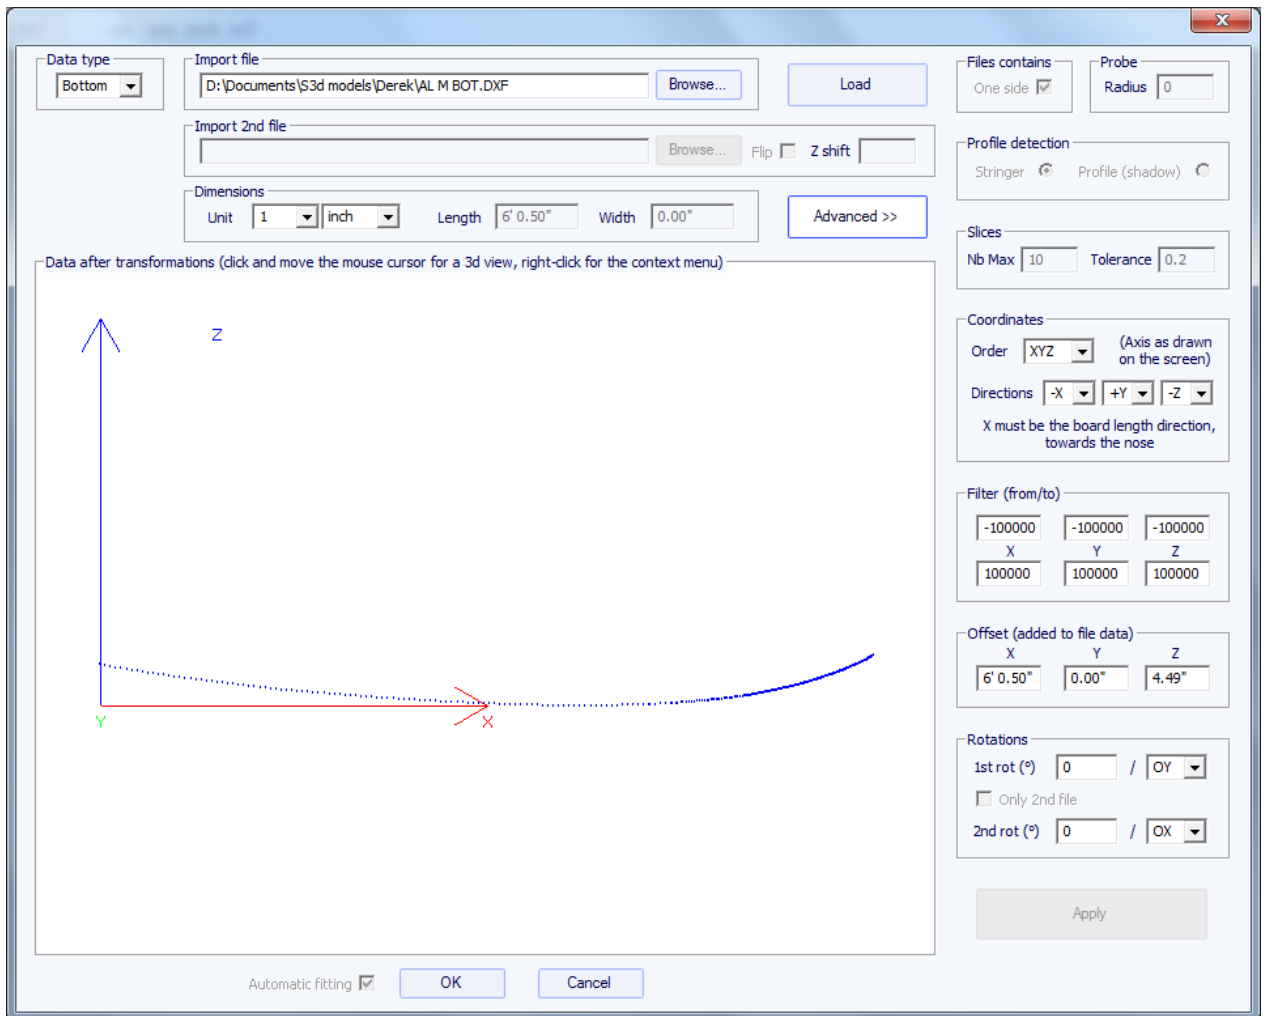 Data type
Bottom
Import file
D:\Documents\S3d models\Derek\AL M BOT.DXF
Browse...
Load
Import 2nd file
Browse...
Flip
Z shift
Dimensions
Unit 1 inch Length 6' 0.50" Width 0.00"
Advanced >>
Data after transformations (click and move the mouse cursor for a 3d view, right-click for the context menu)
Z
Y
X
Automatic fitting
OK
Cancel
Files contains
One side
Probe
Radius 0
Profile detection
Stringer Profile (shadow)
Slices
Nb Max 10 Tolerance 0.2
Coordinates
Order XYZ
(Axis as drawn
on the screen)
Directions -X +Y -Z
X must be the board length direction,
towards the nose
Filter (from/to)
-100000 -100000 -100000
X Y Z
100000 100000 100000
Offset (added to file data)
X Y Z
6' 0.50" 0.00" 4.49"
Rotations
1st rot (º) 0 / OY
Only 2nd file
2nd rot (º) 0 / OX
Apply